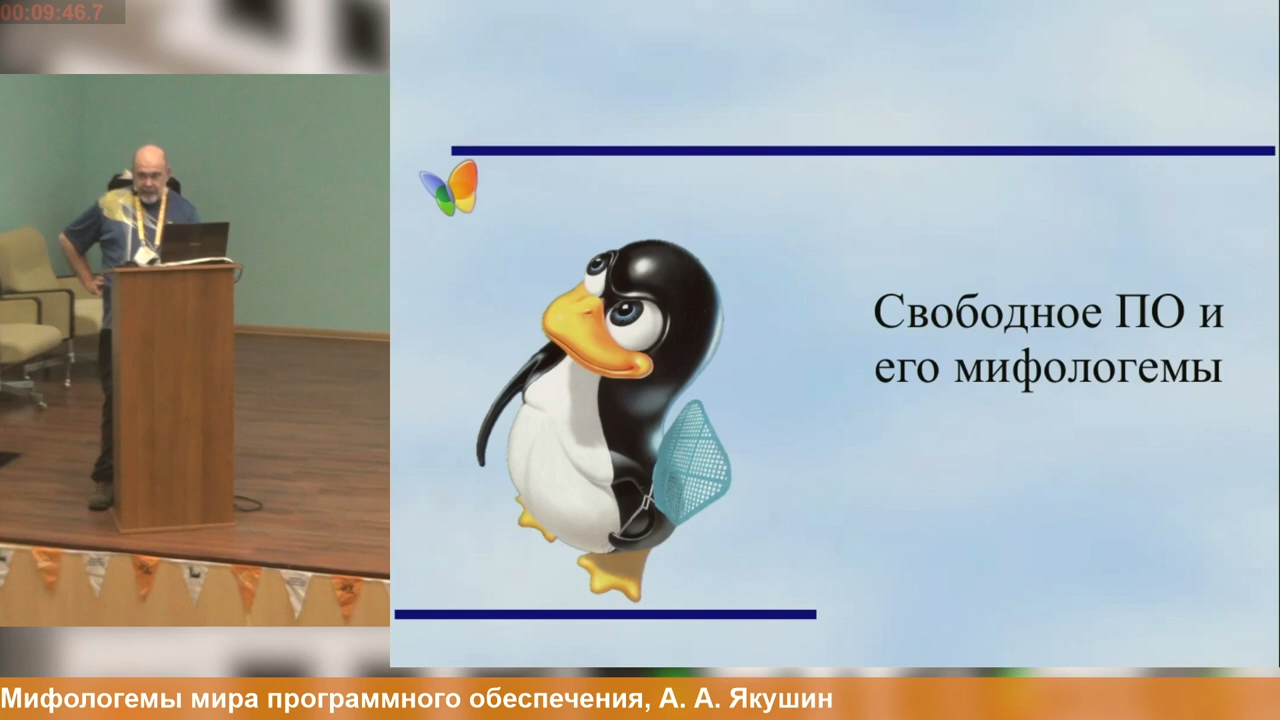 00:09:46.7
Свободное ПО и
его мифологемы
Мифологемы мира программного обеспечения, А. А. Якушин